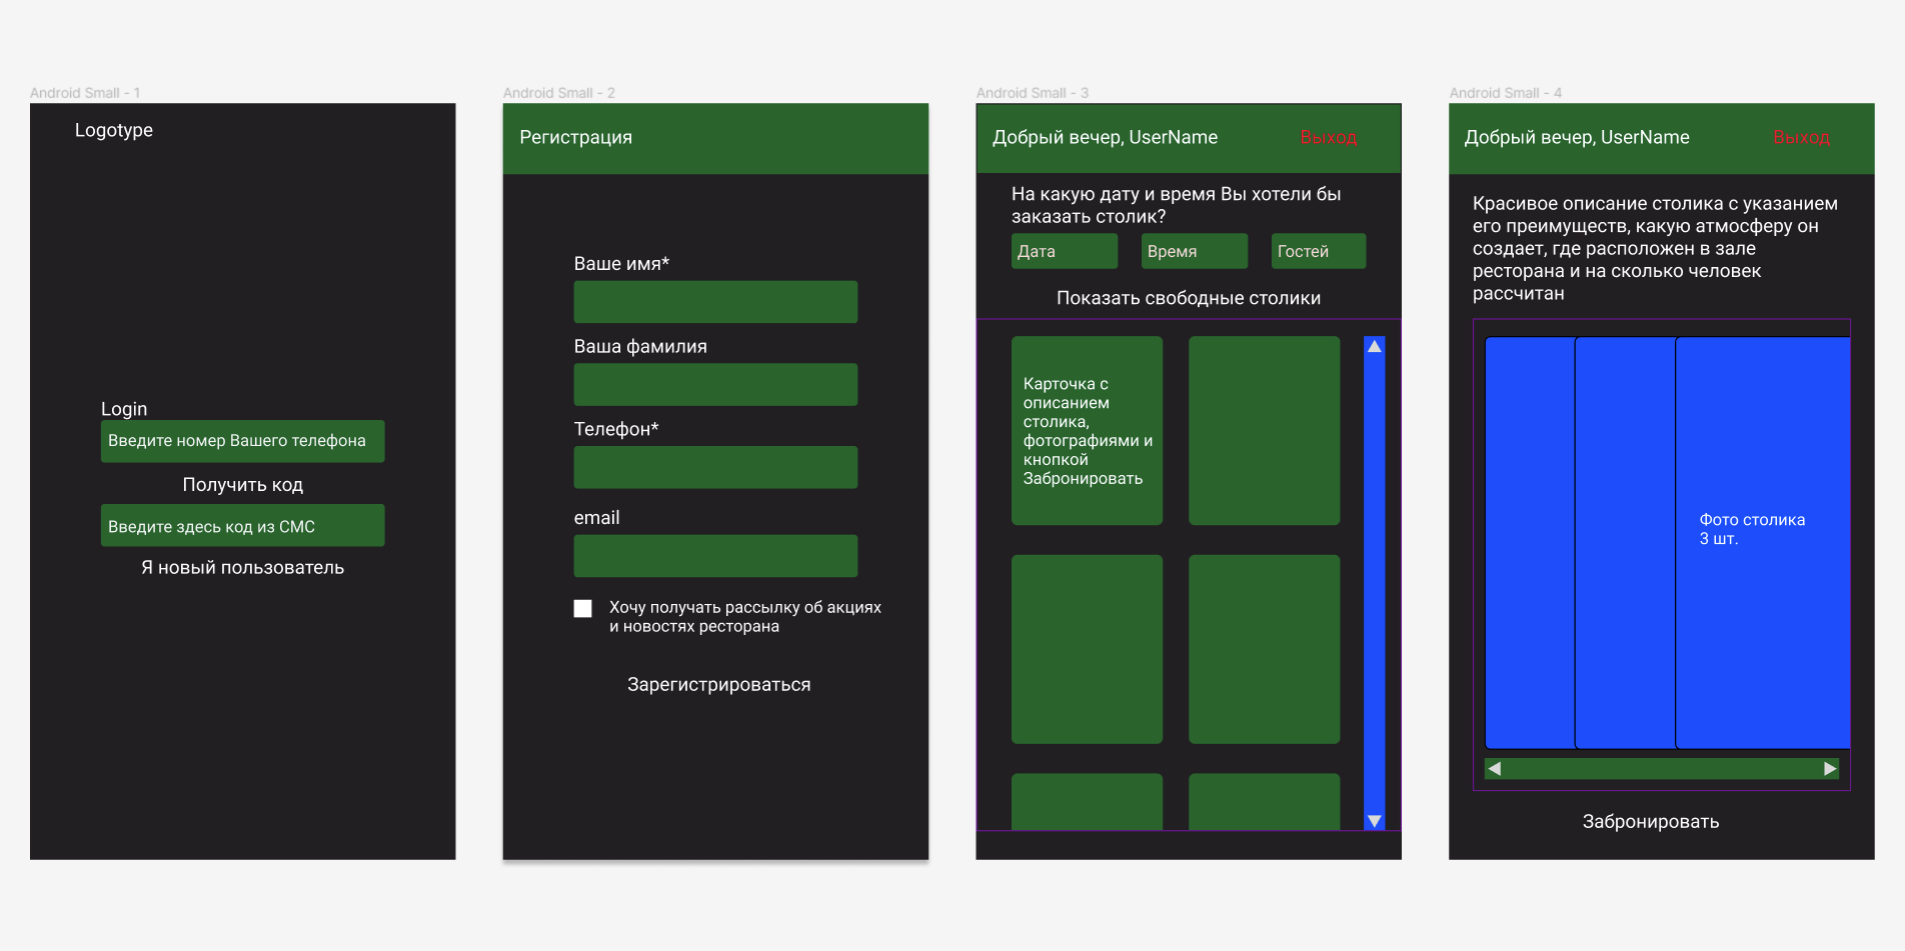 Android Small - 1
Logotype
Login
Введите номер Вашего телефона
Получить код
Введите здесь код из СМС
Я новый пользователь
Android Small - 2
Регистрация
Ваше имя*
Ваша фамилия
Телефон*
email
Хочу получать рассылку об акциях
и новостях ресторана
Зарегистрироваться
Android Small - 3
Добрый вечер, UserName
Выход
На какую дату и время Вы хотели бы
заказать столик?
Дата
Время
Гостей
Показать свободные столики
Карточка с
описанием
столика,
фотографиями и
кнопкой
Забронировать
Android Small - 4
Добрый вечер, UserName
Выход
Красивое описание столика с указанием
его преимуществ, какую атмосферу он
создает, где расположен в зале
ресторана и на сколько человек
рассчитан
Фото столика
3 шт.
Забронировать